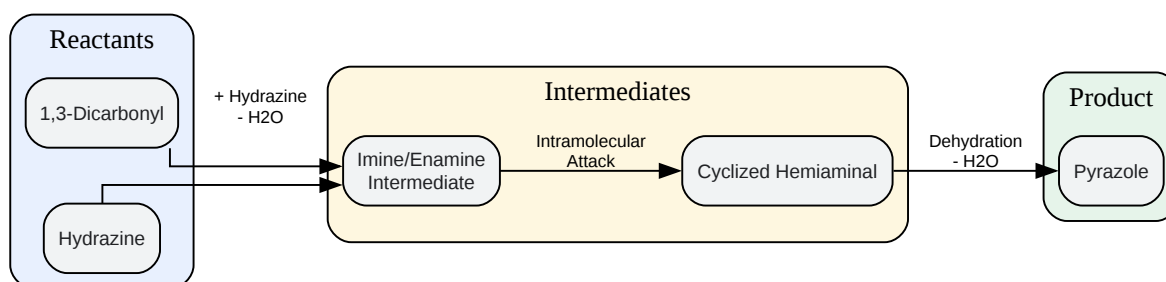 Reactants
1,3-Dicarbonyl
Hydrazine
+ Hydrazine
- H2O
Intermediates
Imine/Enamine
Intermediate
Intramolecular
Attack
Cyclized Hemiaminal
Dehydration
- H2O
Product
Pyrazole